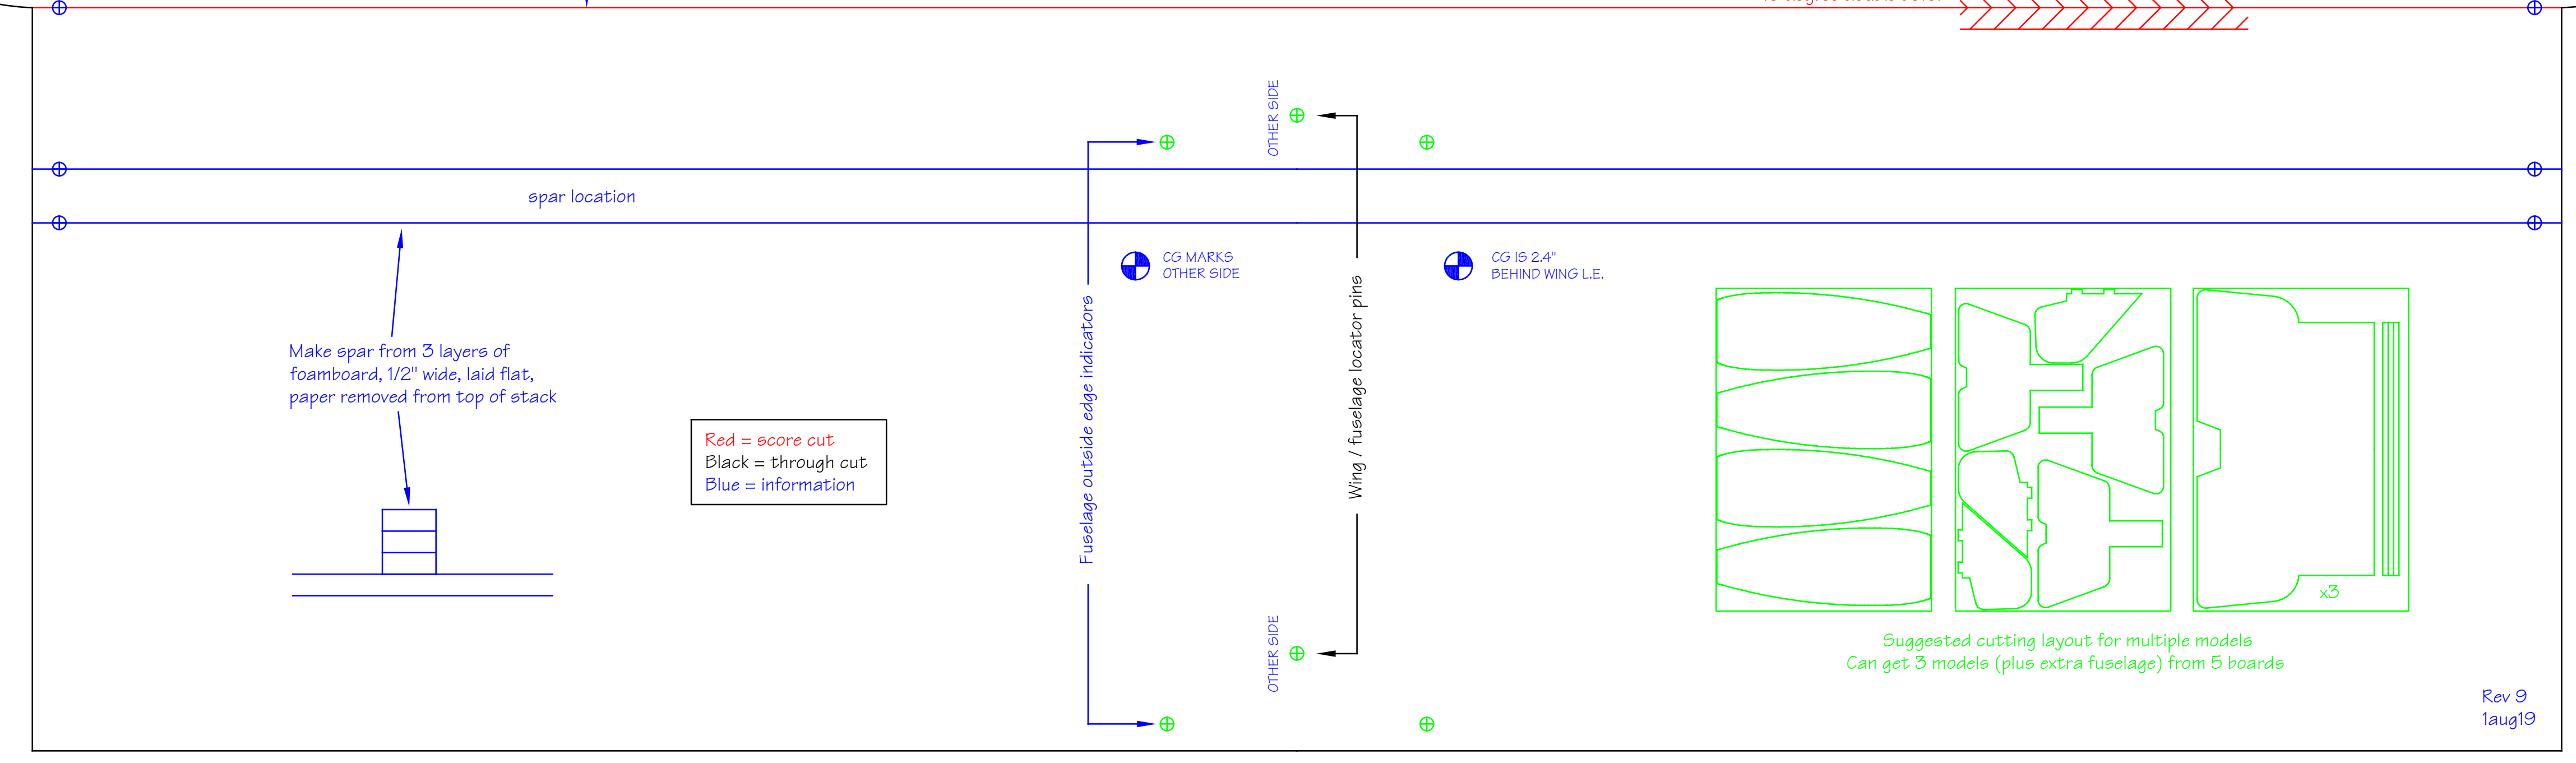 OTHER SIDE
spar location
CG MARKS
OTHER SIDE
CG IS 2.4"
BEHIND WING L.E.
Make spar from 3 layers of
foamboard, 1/2" wide, laid flat,
paper removed from top of stack
Red = score cut
Black = through cut
Blue = information
Fuselage outside edge indicators
Wing / fuselage locator pins
OTHER SIDE
x3
Suggested cutting layout for multiple models
Can get 3 models (plus extra fuselage) from 5 boards
Rev 9
1aug19